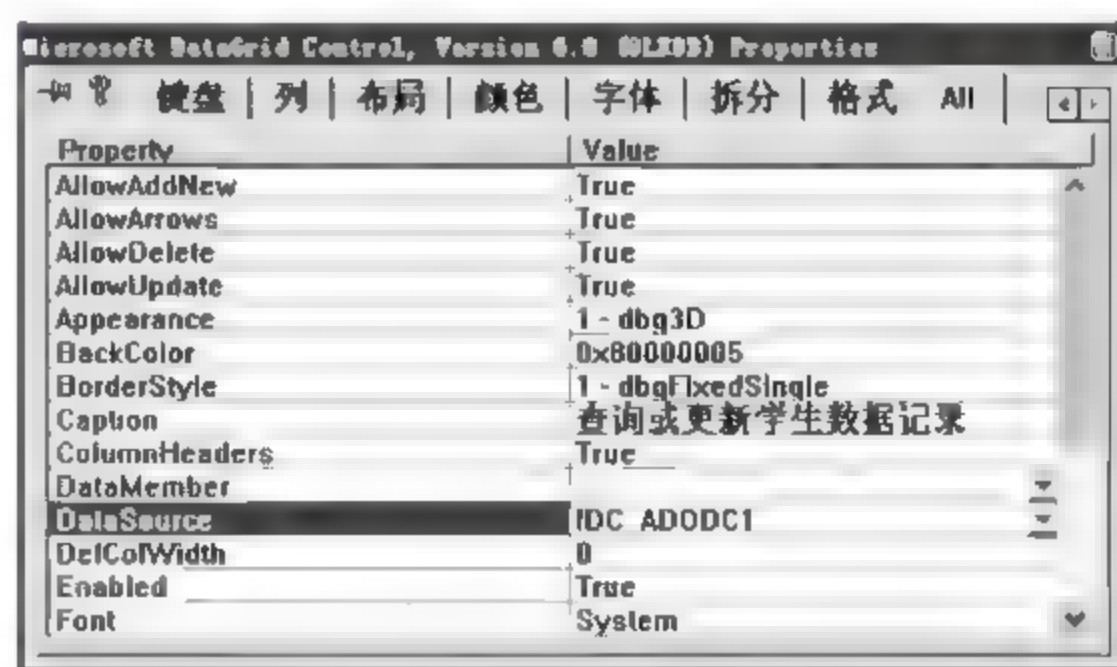 Microsoft DataGrid Control, Version 6.0 (OLEDB) Properties
键盘 列 布局 颜色 字体 拆分 格式 All
Property Value
AllowAddNew True
AllowArrows True
AllowDelete True
AllowUpdate True
Appearance 1 - dbg3D
BackColor 0x80000005
BorderStyle 1 - dbgFixedSingle
Caption 查询或更新学生数据记录
ColumnHeaders True
DataMember
DataSource IDC_ADODC1
DefColWidth 0
Enabled True
Font System